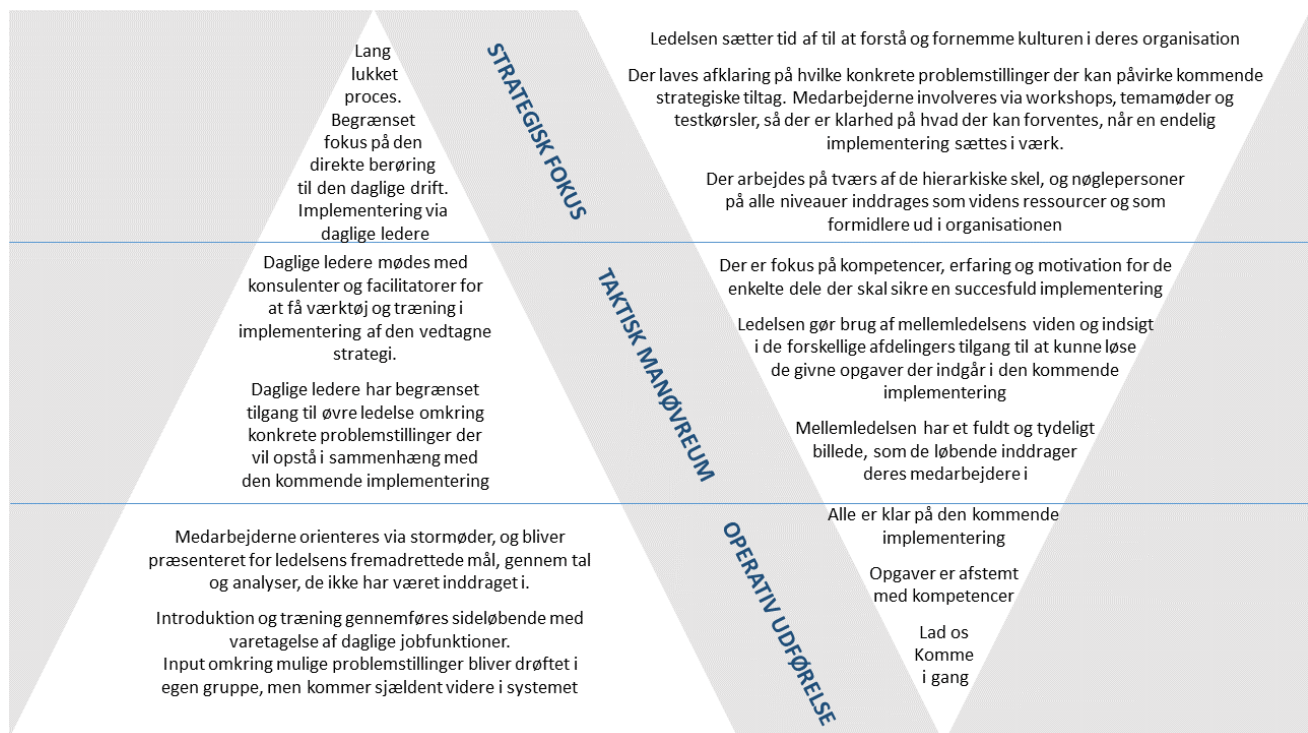 Lang
lukket
proces.
Begrænset
fokus på den
direkte berøring
til den daglige drift.
Implementering via
daglige ledere
Daglige ledere mødes med
konsulenter og facilitatorer for
at få værktøj og træning i
implementering af den vedtagne
strategi.
Daglige ledere har begrænset
tilgang til øvre ledelse omkring
konkrete problemstillinger der
vil opstå i sammenhæng med
den kommende implementering
Medarbejderne orienteres via stormøder, og bliver
præsenteret for ledelsens fremadrettede mål, gennem tal
og analyser, de ikke har været inddraget i.
Introduktion og træning gennemføres sideløbende med
varetagelse af daglige jobfunktioner.
Input omkring mulige problemstillinger bliver drøftet i
egen gruppe, men kommer sjældent videre i systemet
STRATEGISK FOKUS
TAKTISK MANØVREUM
OPERATIV UDFØRELSE
Ledelsen sætter tid af til at forstå og fornemme kulturen i deres organisation
Der laves afklaring på hvilke konkrete problemstillinger der kan påvirke kommende
strategiske tiltag. Medarbejderne involveres via workshops, temamøder og
testkørsler, så der er klarhed på hvad der kan forventes, når en endelig
implementering sættes i værk.
Der arbejdes på tværs af de hierarkiske skel, og nøglepersoner
på alle niveauer inddrages som videns ressourcer og som
formidlere ud i organisationen
Der er fokus på kompetencer, erfaring og motivation for de
enkelte dele der skal sikre en succesfuld implementering
Ledelsen gør brug af mellemledelsens viden og indsigt
i de forskellige afdelingers tilgang til at kunne løse
de givne opgaver der indgår i den kommende
implementering
Mellemledelsen har et fuldt og tydeligt
billede, som de løbende inddrager
deres medarbejdere i
Alle er klar på den kommende
implementering
Opgaver er afstemt
med kompetencer
Lad os
Komme
i gang